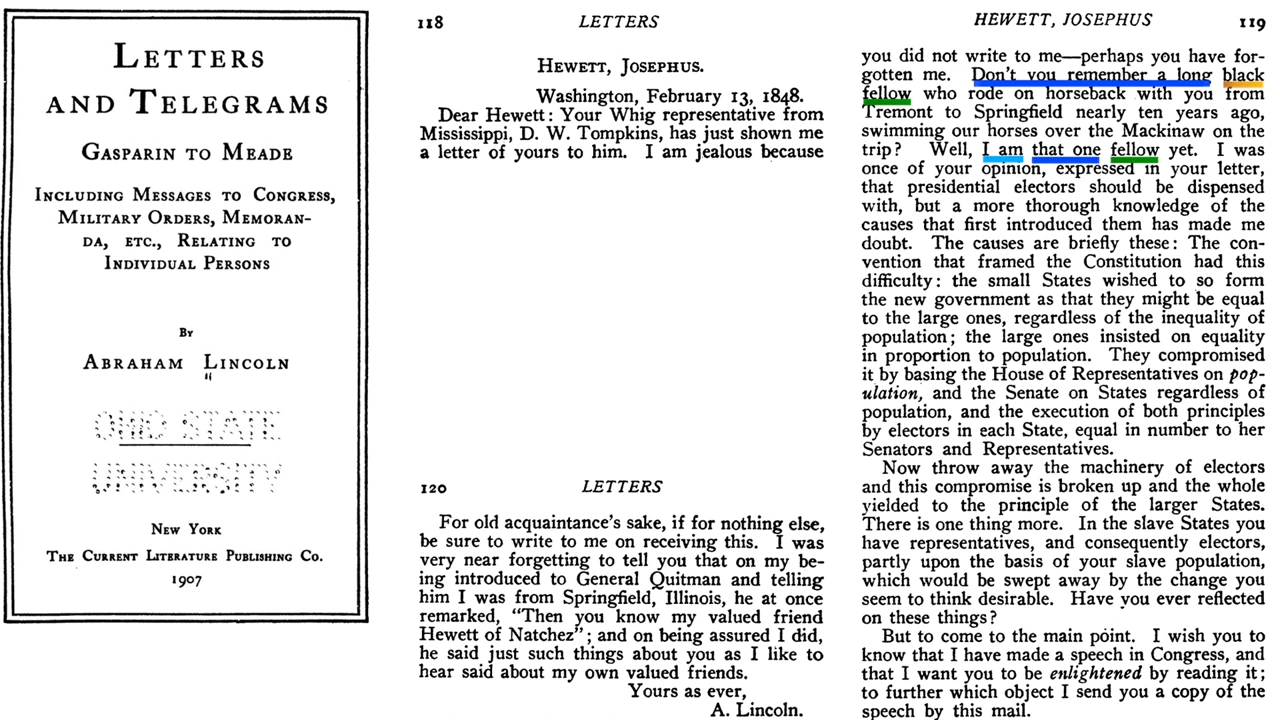 LETTERS
AND TELEGRAMS
GASPARIN TO MEADE
INCLUDING MESSAGES TO CONGRESS,
MILITARY ORDERS, MEMORAN-
DA, ETC., RELATING TO
INDIVIDUAL PERSONS
BY
ABRAHAM LINCOLN
"
OHIO STATE
UNIVERSITY
NEW YORK
THE CURRENT LITERATURE PUBLISHING CO.
1907
118 LETTERS
HEWETT, JOSEPHUS.
Washington, February 13, 1848.
Dear Hewett: Your Whig representative from
Mississippi, D. W. Tompkins, has just shown me
a letter of yours to him. I am jealous because
HEWETT, JOSEPHUS 119
you did not write to me—perhaps you have for-
gotten me. Don't you remember a long black
fellow who rode on horseback with you from
Tremont to Springfield nearly ten years ago,
swimming our horses over the Mackinaw on the
trip? Well, I am that one fellow yet. I was
once of your opinion, expressed in your letter,
that presidential electors should be dispensed
with, but a more thorough knowledge of the
causes that first introduced them has made me
doubt. The causes are briefly these: The con-
vention that framed the Constitution had this
difficulty: the small States wished to so form
the new government as that they might be equal
to the large ones, regardless of the inequality of
population; the large ones insisted on equality
in proportion to population. They compromised
it by basing the House of Representatives on pop-
ulation, and the Senate on States regardless of
population, and the execution of both principles
by electors in each State, equal in number to her
Senators and Representatives.
Now throw away the machinery of electors
and this compromise is broken up and the whole
yielded to the principle of the larger States.
There is one thing more. In the slave States you
have representatives, and consequently electors,
partly upon the basis of your slave population,
which would be swept away by the change you
seem to think desirable. Have you ever reflected
on these things?
But to come to the main point. I wish you to
know that I have made a speech in Congress, and
that I want you to be enlightened by reading it;
to further which object I send you a copy of the
speech by this mail.
120 LETTERS
For old acquaintance's sake, if for nothing else,
be sure to write to me on receiving this. I was
very near forgetting to tell you that on my be-
ing introduced to General Quitman and telling
him I was from Springfield, Illinois, he at once
remarked, "Then you know my valued friend
Hewett of Natchez"; and on being assured I did,
he said just such things about you as I like to
hear said about my own valued friends.
Yours as ever,
A. Lincoln.